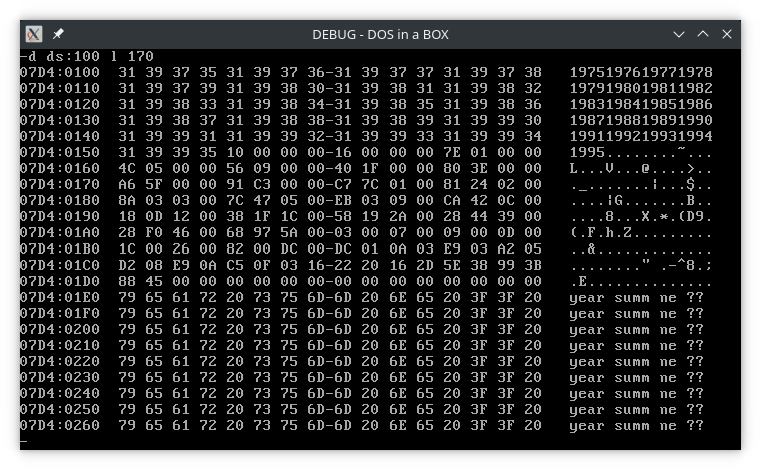 DEBUG - DOS in a BOX
-d ds:100 l 170
07D4:0100  31 39 37 35 31 39 37 36-31 39 37 37 31 39 37 38   1975197619771978
07D4:0110  31 39 37 39 31 39 38 30-31 39 38 31 31 39 38 32   1979198019811982
07D4:0120  31 39 38 33 31 39 38 34-31 39 38 35 31 39 38 36   1983198419851986
07D4:0130  31 39 38 37 31 39 38 38-31 39 38 39 31 39 39 30   1987198819891990
07D4:0140  31 39 39 31 31 39 39 32-31 39 39 33 31 39 39 34   1991199219931994
07D4:0150  31 39 39 35 10 00 00 00-16 00 00 00 7E 01 00 00   1995........~...
07D4:0160  4C 05 00 00 56 09 00 00-40 1F 00 00 80 3E 00 00   L...V...@....>..
07D4:0170  A6 5F 00 00 91 C3 00 00-C7 7C 01 00 81 24 02 00   ._.......|...$..
07D4:0180  8A 03 03 00 7C 47 05 00-EB 03 09 00 CA 42 0C 00   ....|G.......B..
07D4:0190  18 0D 12 00 38 1F 1C 00-58 19 2A 00 28 44 39 00   ....8...X.*.(D9.
07D4:01A0  28 F0 46 00 68 97 5A 00-03 00 07 00 09 00 0D 00   (.F.h.Z.........
07D4:01B0  1C 00 26 00 82 00 DC 00-DC 01 0A 03 E9 03 A2 05   ..&.............
07D4:01C0  D2 08 E9 0A C5 0F 03 16-22 20 16 2D 5E 38 99 3B   ........" .-^8.;
07D4:01D0  88 45 00 00 00 00 00 00-00 00 00 00 00 00 00 00   .E..............
07D4:01E0  79 65 61 72 20 73 75 6D-6D 20 6E 65 20 3F 3F 20   year summ ne ??
07D4:01F0  79 65 61 72 20 73 75 6D-6D 20 6E 65 20 3F 3F 20   year summ ne ??
07D4:0200  79 65 61 72 20 73 75 6D-6D 20 6E 65 20 3F 3F 20   year summ ne ??
07D4:0210  79 65 61 72 20 73 75 6D-6D 20 6E 65 20 3F 3F 20   year summ ne ??
07D4:0220  79 65 61 72 20 73 75 6D-6D 20 6E 65 20 3F 3F 20   year summ ne ??
07D4:0230  79 65 61 72 20 73 75 6D-6D 20 6E 65 20 3F 3F 20   year summ ne ??
07D4:0240  79 65 61 72 20 73 75 6D-6D 20 6E 65 20 3F 3F 20   year summ ne ??
07D4:0250  79 65 61 72 20 73 75 6D-6D 20 6E 65 20 3F 3F 20   year summ ne ??
07D4:0260  79 65 61 72 20 73 75 6D-6D 20 6E 65 20 3F 3F 20   year summ ne ??
-